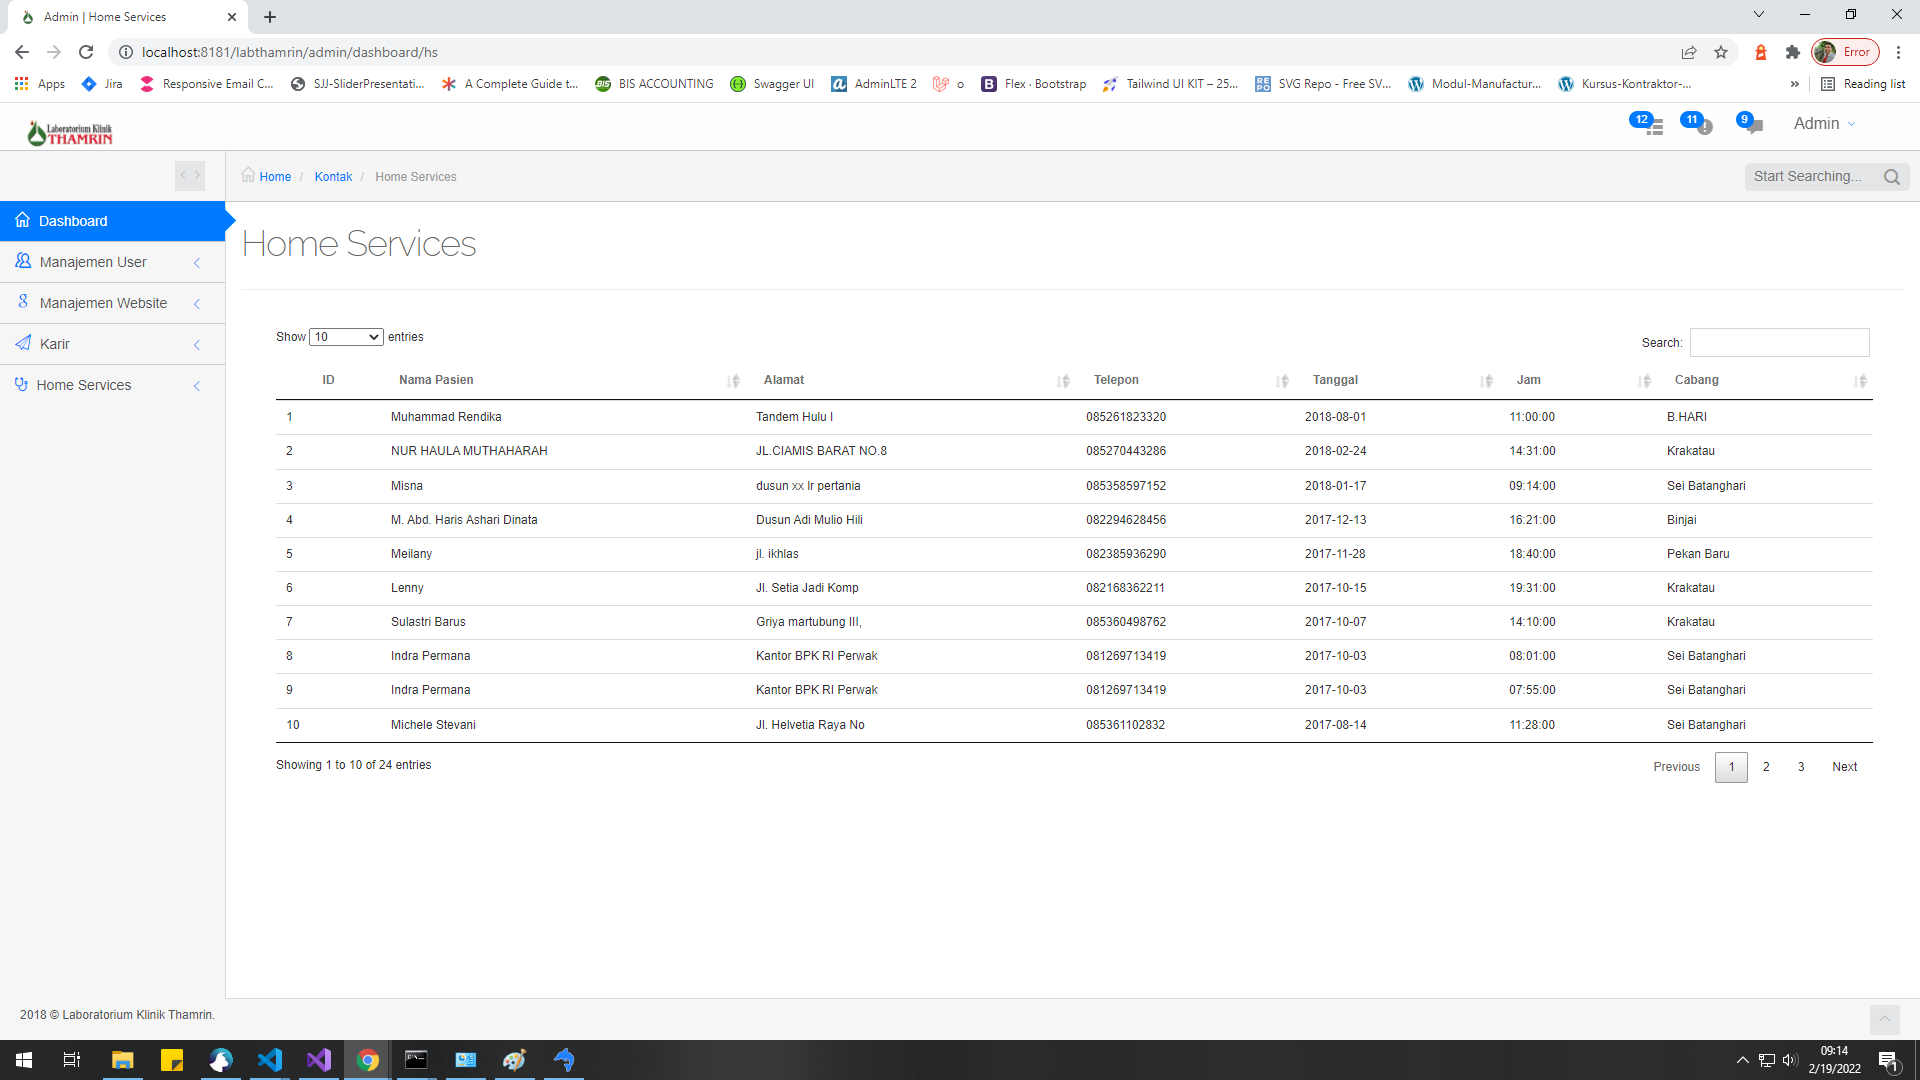 Admin | Home Services
localhost:8181/labthamrin/admin/dashboard/hs
Error
Apps Jira Responsive Email C... SJJ-SliderPresentati... A Complete Guide t... BIS ACCOUNTING Swagger UI AdminLTE 2 o Flex · Bootstrap Tailwind UI KIT – 25... SVG Repo - Free SV... Modul-Manufactur... Kursus-Kontraktor-... » Reading list
Laboratorium Klinik
THAMRIN
12 11 9 Admin
Home / Kontak / Home Services
Start Searching...
Dashboard
Manajemen User
Manajemen Website
Karir
Home Services
Home Services
Show 10 entries
Search:
ID Nama Pasien Alamat Telepon Tanggal Jam Cabang
1 Muhammad Rendika Tandem Hulu I 085261823320 2018-08-01 11:00:00 B.HARI
2 NUR HAULA MUTHAHARAH JL.CIAMIS BARAT NO.8 085270443286 2018-02-24 14:31:00 Krakatau
3 Misna dusun xx lr pertania 085358597152 2018-01-17 09:14:00 Sei Batanghari
4 M. Abd. Haris Ashari Dinata Dusun Adi Mulio Hili 082294628456 2017-12-13 16:21:00 Binjai
5 Meilany jl. ikhlas 082385936290 2017-11-28 18:40:00 Pekan Baru
6 Lenny Jl. Setia Jadi Komp 082168362211 2017-10-15 19:31:00 Krakatau
7 Sulastri Barus Griya martubung III, 085360498762 2017-10-07 14:10:00 Krakatau
8 Indra Permana Kantor BPK RI Perwak 081269713419 2017-10-03 08:01:00 Sei Batanghari
9 Indra Permana Kantor BPK RI Perwak 081269713419 2017-10-03 07:55:00 Sei Batanghari
10 Michele Stevani Jl. Helvetia Raya No 085361102832 2017-08-14 11:28:00 Sei Batanghari
Showing 1 to 10 of 24 entries
Previous 1 2 3 Next
2018 © Laboratorium Klinik Thamrin.
09:14
2/19/2022
1